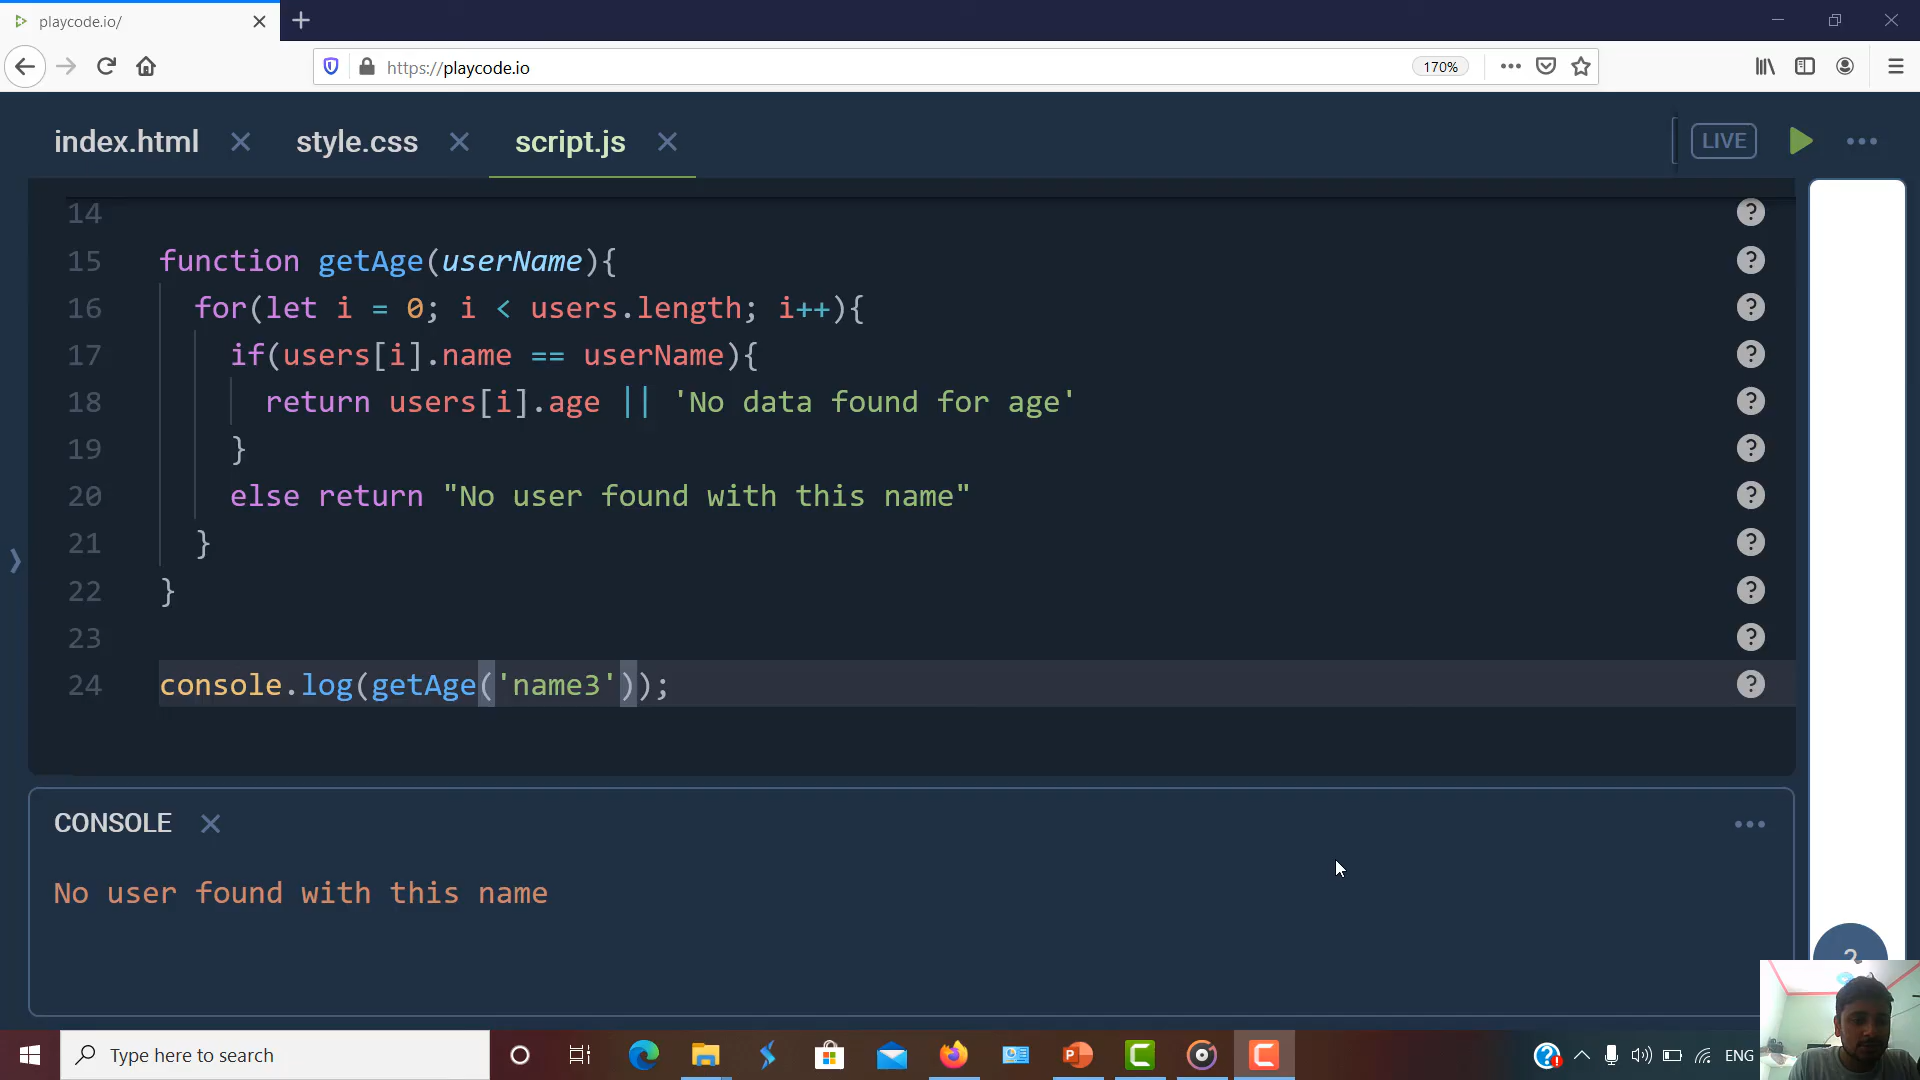 playcode.io/
https://playcode.io
170%
index.html
style.css
script.js
LIVE
14
15 function getAge(userName){
16 for(let i = 0; i < users.length; i++){
17 if(users[i].name == userName){
18 return users[i].age || 'No data found for age'
19 }
20 else return "No user found with this name"
21 }
22 }
23
24 console.log(getAge('name3'));
CONSOLE
No user found with this name
Type here to search
ENG